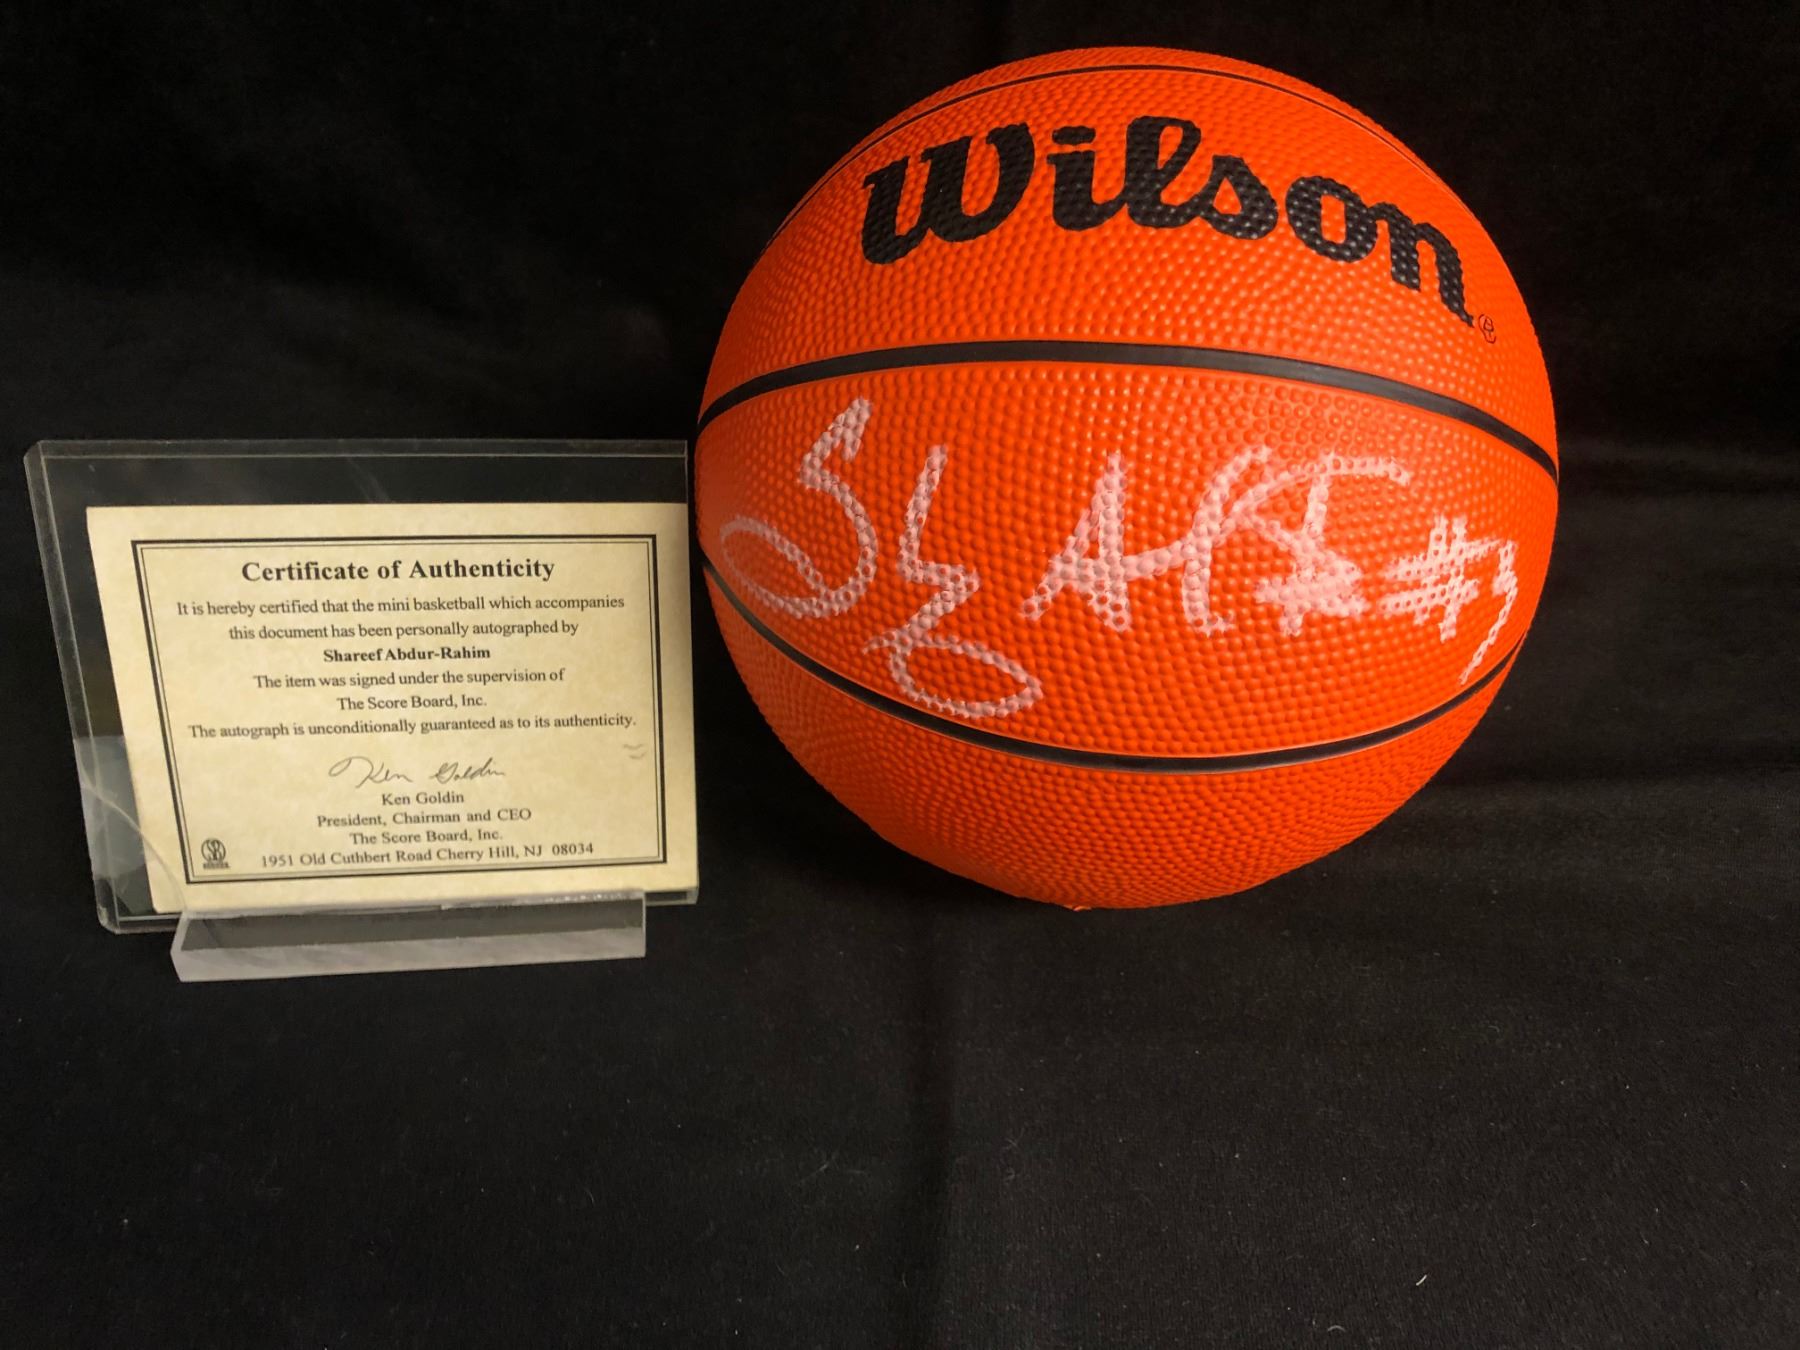 Wilson
®
Certificate of Authenticity
It is hereby certified that the mini basketball which accompanies
this document has been personally autographed by
Shareef Abdur-Rahim
The item was signed under the supervision of
The Score Board, Inc.
The autograph is unconditionally guaranteed as to its authenticity.
Ken Goldin
Ken Goldin
President, Chairman and CEO
The Score Board, Inc.
1951 Old Cuthbert Road Cherry Hill, NJ 08034
#3